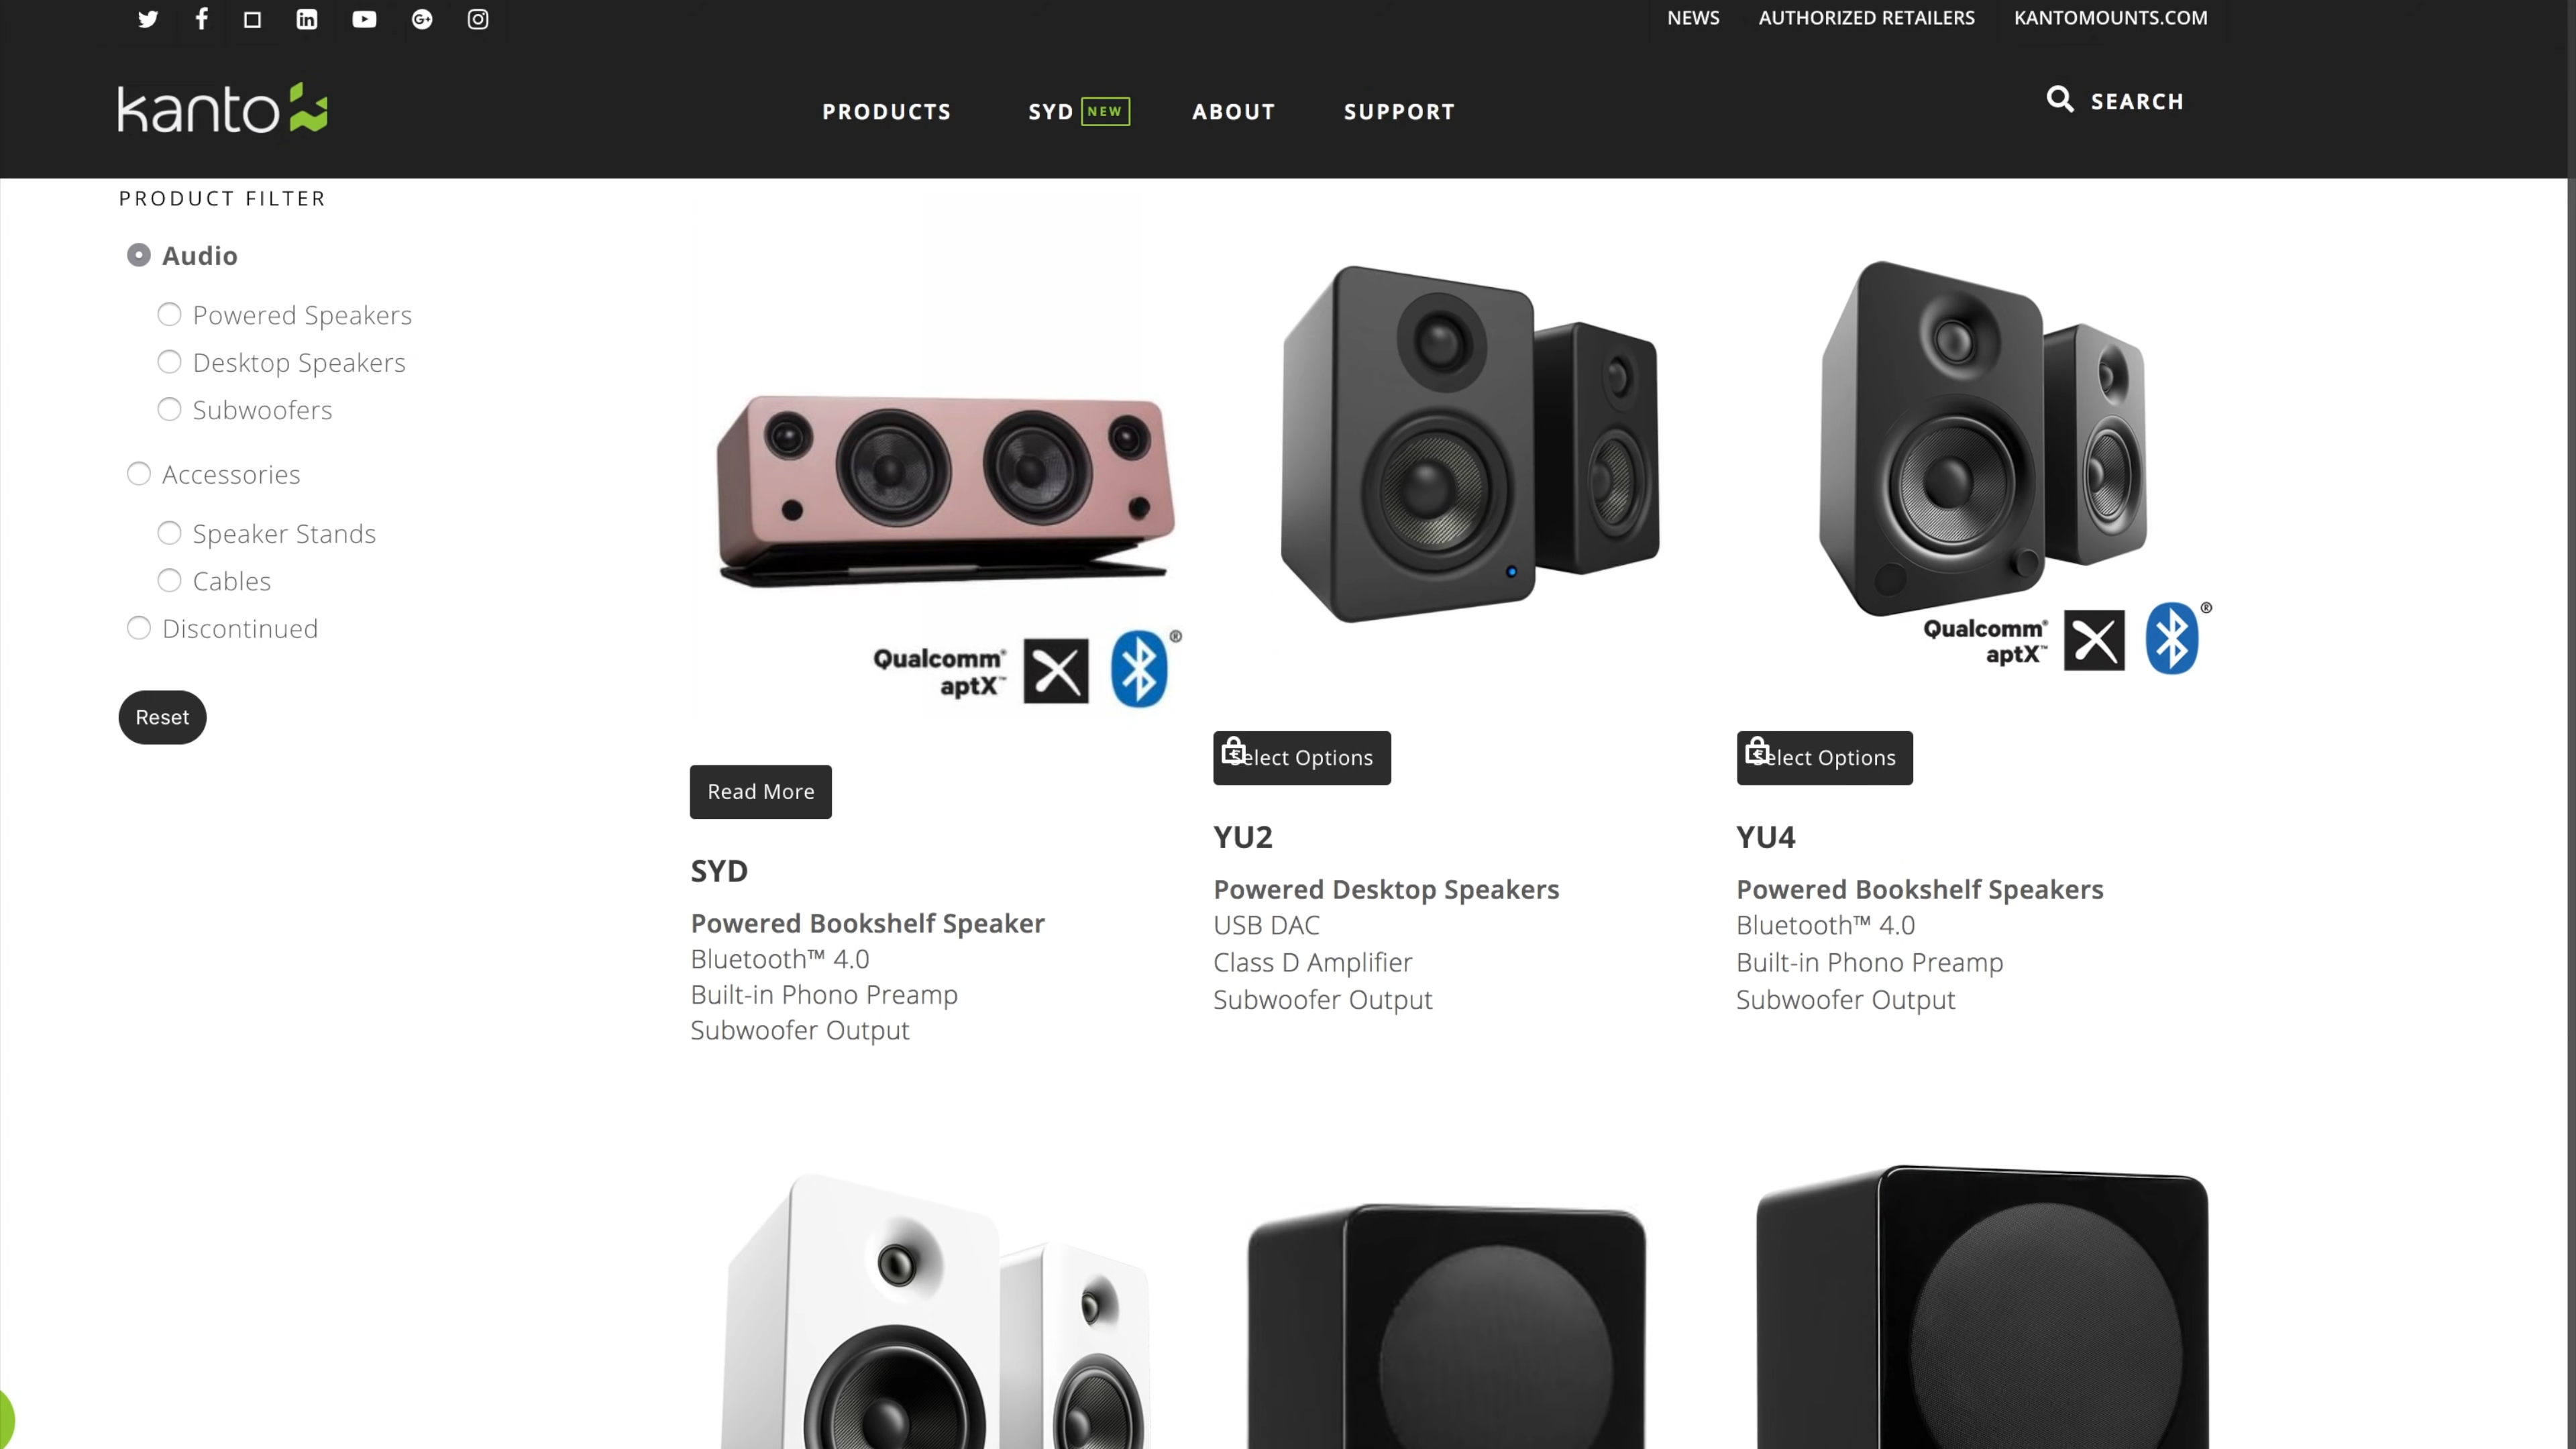 NEWS AUTHORIZED RETAILERS KANTOMOUNTS.COM
kanto
PRODUCTS SYD NEW ABOUT SUPPORT
SEARCH
PRODUCT FILTER
Audio
Powered Speakers
Desktop Speakers
Subwoofers
Accessories
Speaker Stands
Cables
Discontinued
Reset
Qualcomm®
aptX™
®
Read More
SYD
Powered Bookshelf Speaker
Bluetooth™ 4.0
Built-in Phono Preamp
Subwoofer Output
Select Options
YU2
Powered Desktop Speakers
USB DAC
Class D Amplifier
Subwoofer Output
Qualcomm®
aptX™
®
Select Options
YU4
Powered Bookshelf Speakers
Bluetooth™ 4.0
Built-in Phono Preamp
Subwoofer Output